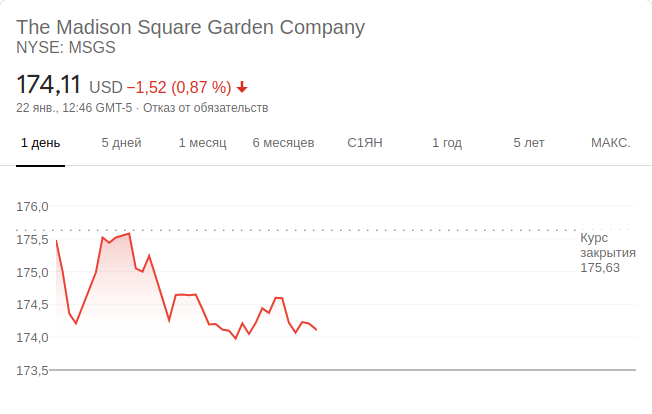 The Madison Square Garden Company
NYSE: MSGS
174,11 USD −1,52 (0,87 %)
22 янв., 12:46 GMT-5 · Отказ от обязательств
1 день 5 дней 1 месяц 6 месяцев С1ЯН 1 год 5 лет МАКС.
176,0
175,5
175,0
174,5
174,0
173,5
Курс
закрытия
175,63